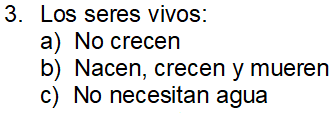 3. Los seres vivos:
a) No crecen
b) Nacen, crecen y mueren
c) No necesitan agua